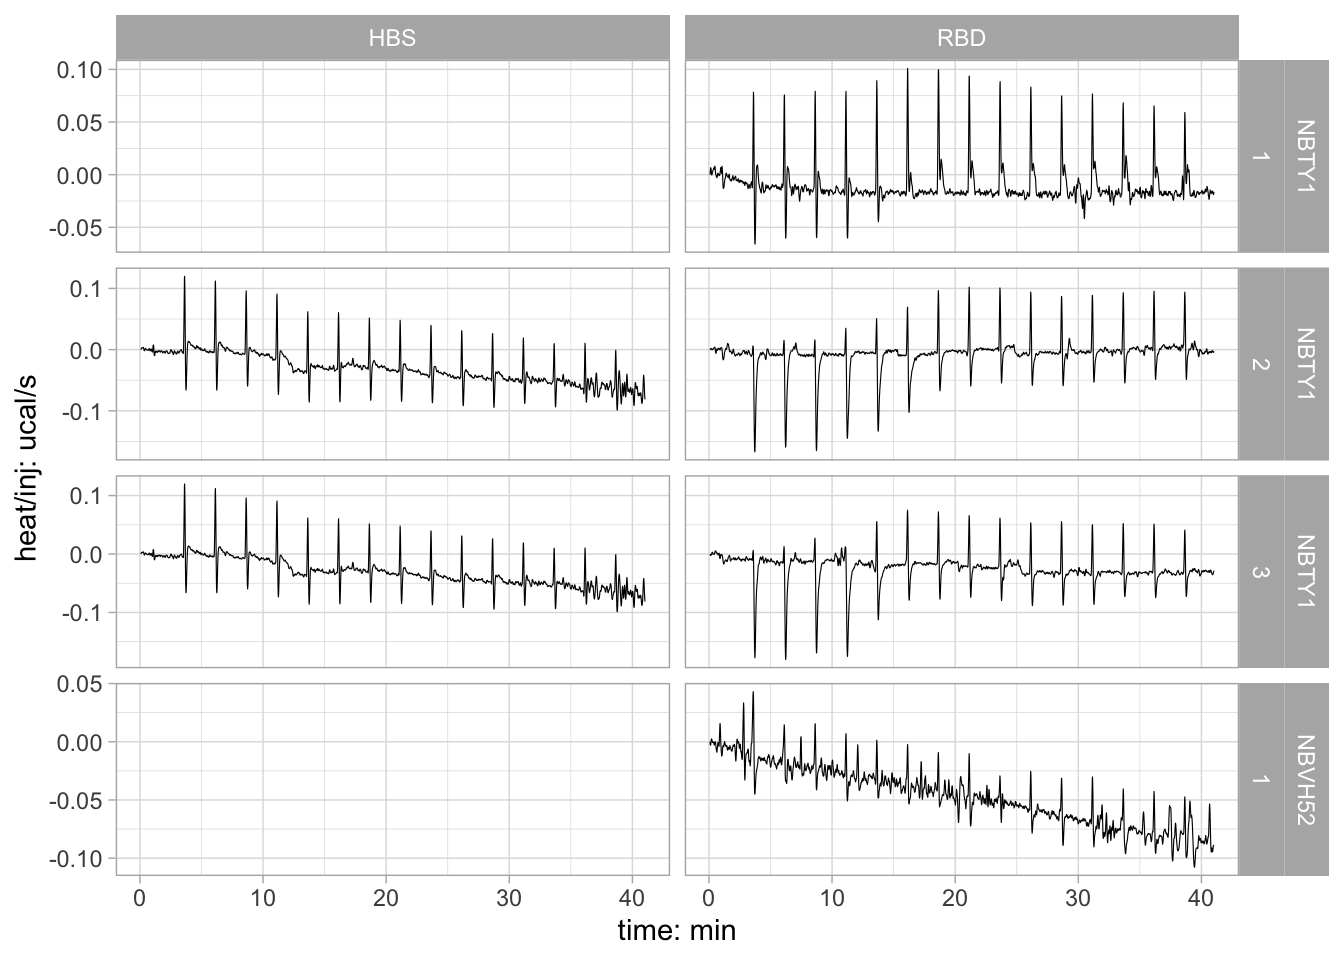 HBS RBD
0.10
0.05
0.00
-0.05
1 NBTY1
0.1
0.0
-0.1
2 NBTY1
0.1
0.0
-0.1
3 NBTY1
0.05
0.00
-0.05
-0.10
1 NBVH52
0 10 20 30 40 0 10 20 30 40
time: min
heat/inj: ucal/s